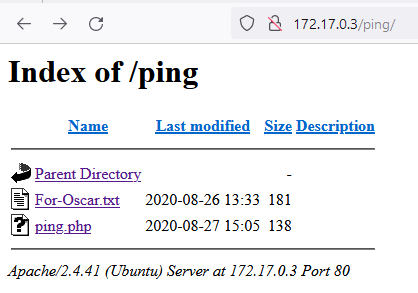 172.17.0.3/ping/
Index of /ping
Name Last modified Size Description
Parent Directory -
For-Oscar.txt 2020-08-26 13:33 181
ping.php 2020-08-27 15:05 138
Apache/2.4.41 (Ubuntu) Server at 172.17.0.3 Port 80